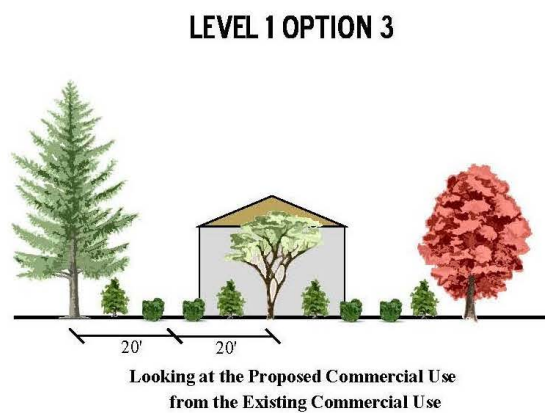 LEVEL 1 OPTION 3
20' 20'
Looking at the Proposed Commercial Use
from the Existing Commercial Use